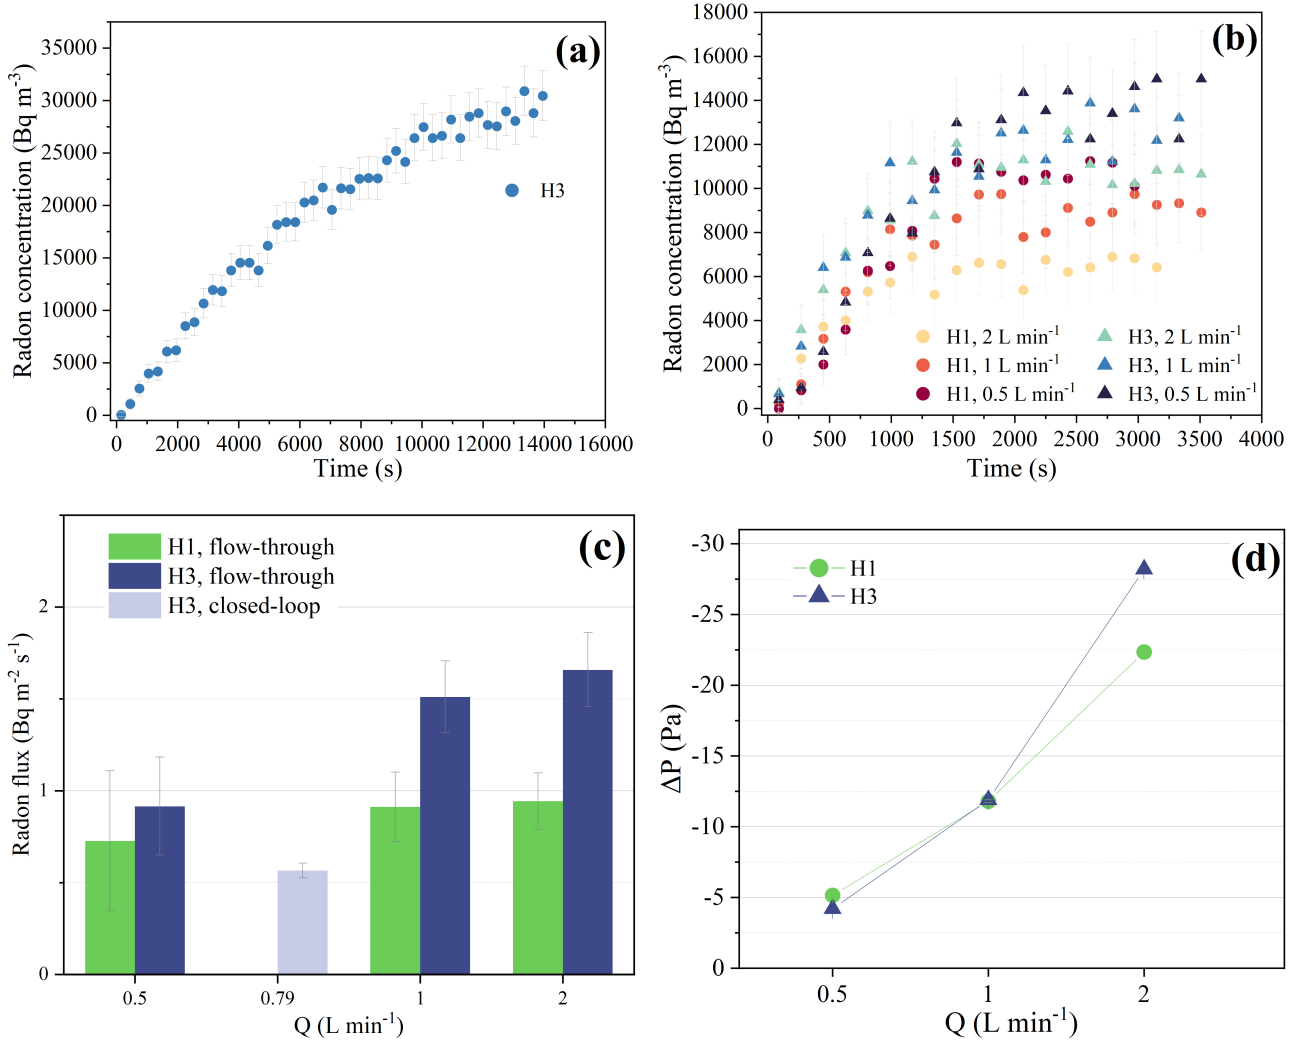 (a)
Radon concentration (Bq m-3)
35000
30000
25000
20000
15000
10000
5000
0
H3
0 2000 4000 6000 8000 10000 12000 14000 16000
Time (s)
(b)
Radon concentration (Bq m-3)
18000
16000
14000
12000
10000
8000
6000
4000
2000
0
H1, 2 L min-1 H3, 2 L min-1
H1, 1 L min-1 H3, 1 L min-1
H1, 0.5 L min-1 H3, 0.5 L min-1
0 500 1000 1500 2000 2500 3000 3500 4000
Time (s)
(c)
H1, flow-through
H3, flow-through
H3, closed-loop
Radon flux (Bq m-2 s-1)
2
1
0
0.5 0.79 1 2
Q (L min-1)
(d)
H1
H3
ΔP (Pa)
-30
-25
-20
-15
-10
-5
0
0.5 1 2
Q (L min-1)